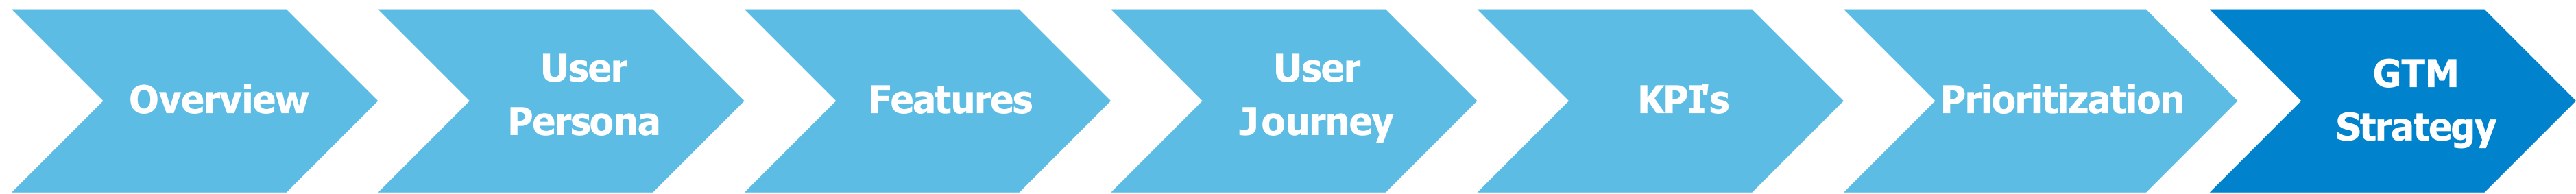 Overview
User
Persona
Features
User
Journey
KPI's
Prioritization
GTM
Strategy